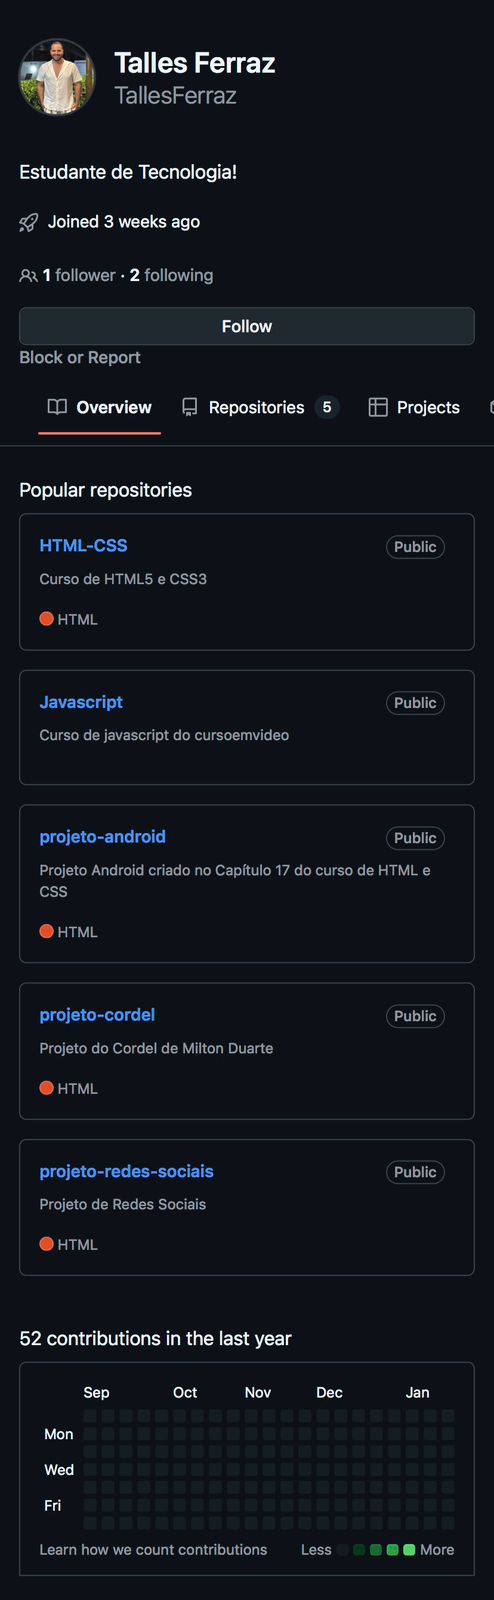 Talles Ferraz
TallesFerraz
Estudante de Tecnologia!
Joined 3 weeks ago
1 follower · 2 following
Follow
Block or Report
Overview Repositories 5 Projects
Popular repositories
HTML-CSS Public
Curso de HTML5 e CSS3
HTML
Javascript Public
Curso de javascript do cursoemvideo
projeto-android Public
Projeto Android criado no Capítulo 17 do curso de HTML e
CSS
HTML
projeto-cordel Public
Projeto do Cordel de Milton Duarte
HTML
projeto-redes-sociais Public
Projeto de Redes Sociais
HTML
52 contributions in the last year
Sep Oct Nov Dec Jan
Mon
Wed
Fri
Learn how we count contributions Less More